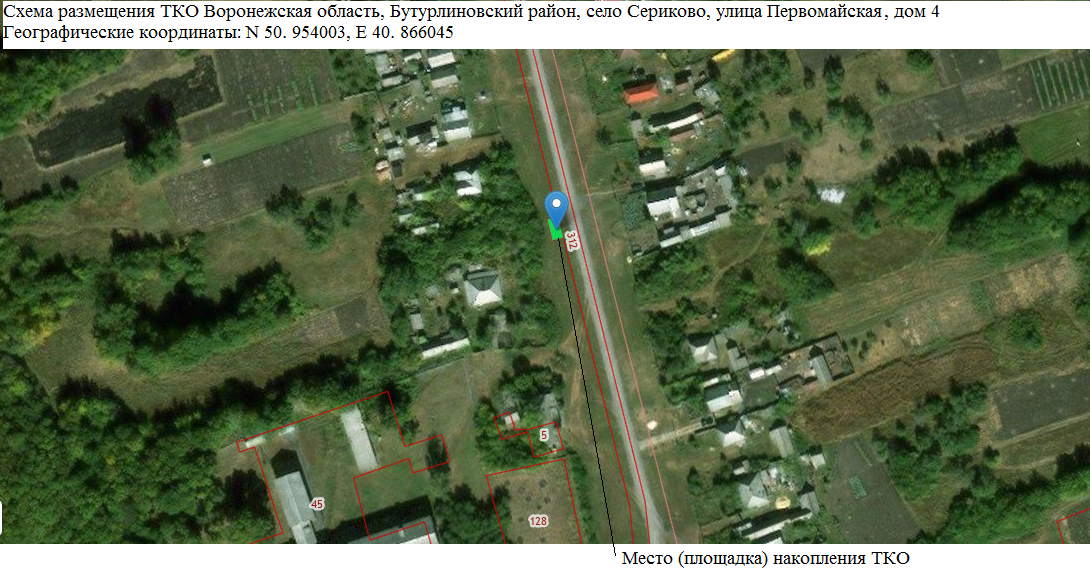 Схема размещения ТКО Воронежская область, Бутурлиновский район, село Сериково, улица Первомайская, дом 4
Географические координаты: N 50. 954003, E 40. 866045
312
5
45
128
Место (площадка) накопления ТКО